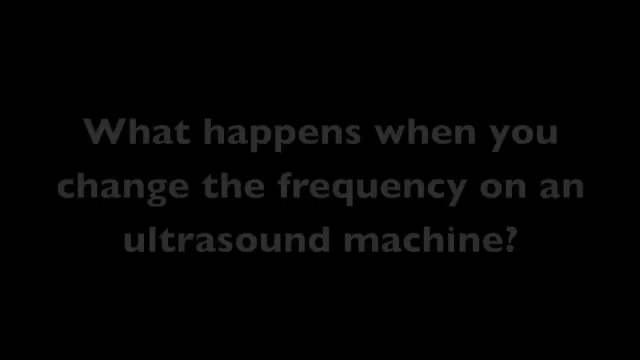 What happens when you
change the frequency on an
ultrasound machine?